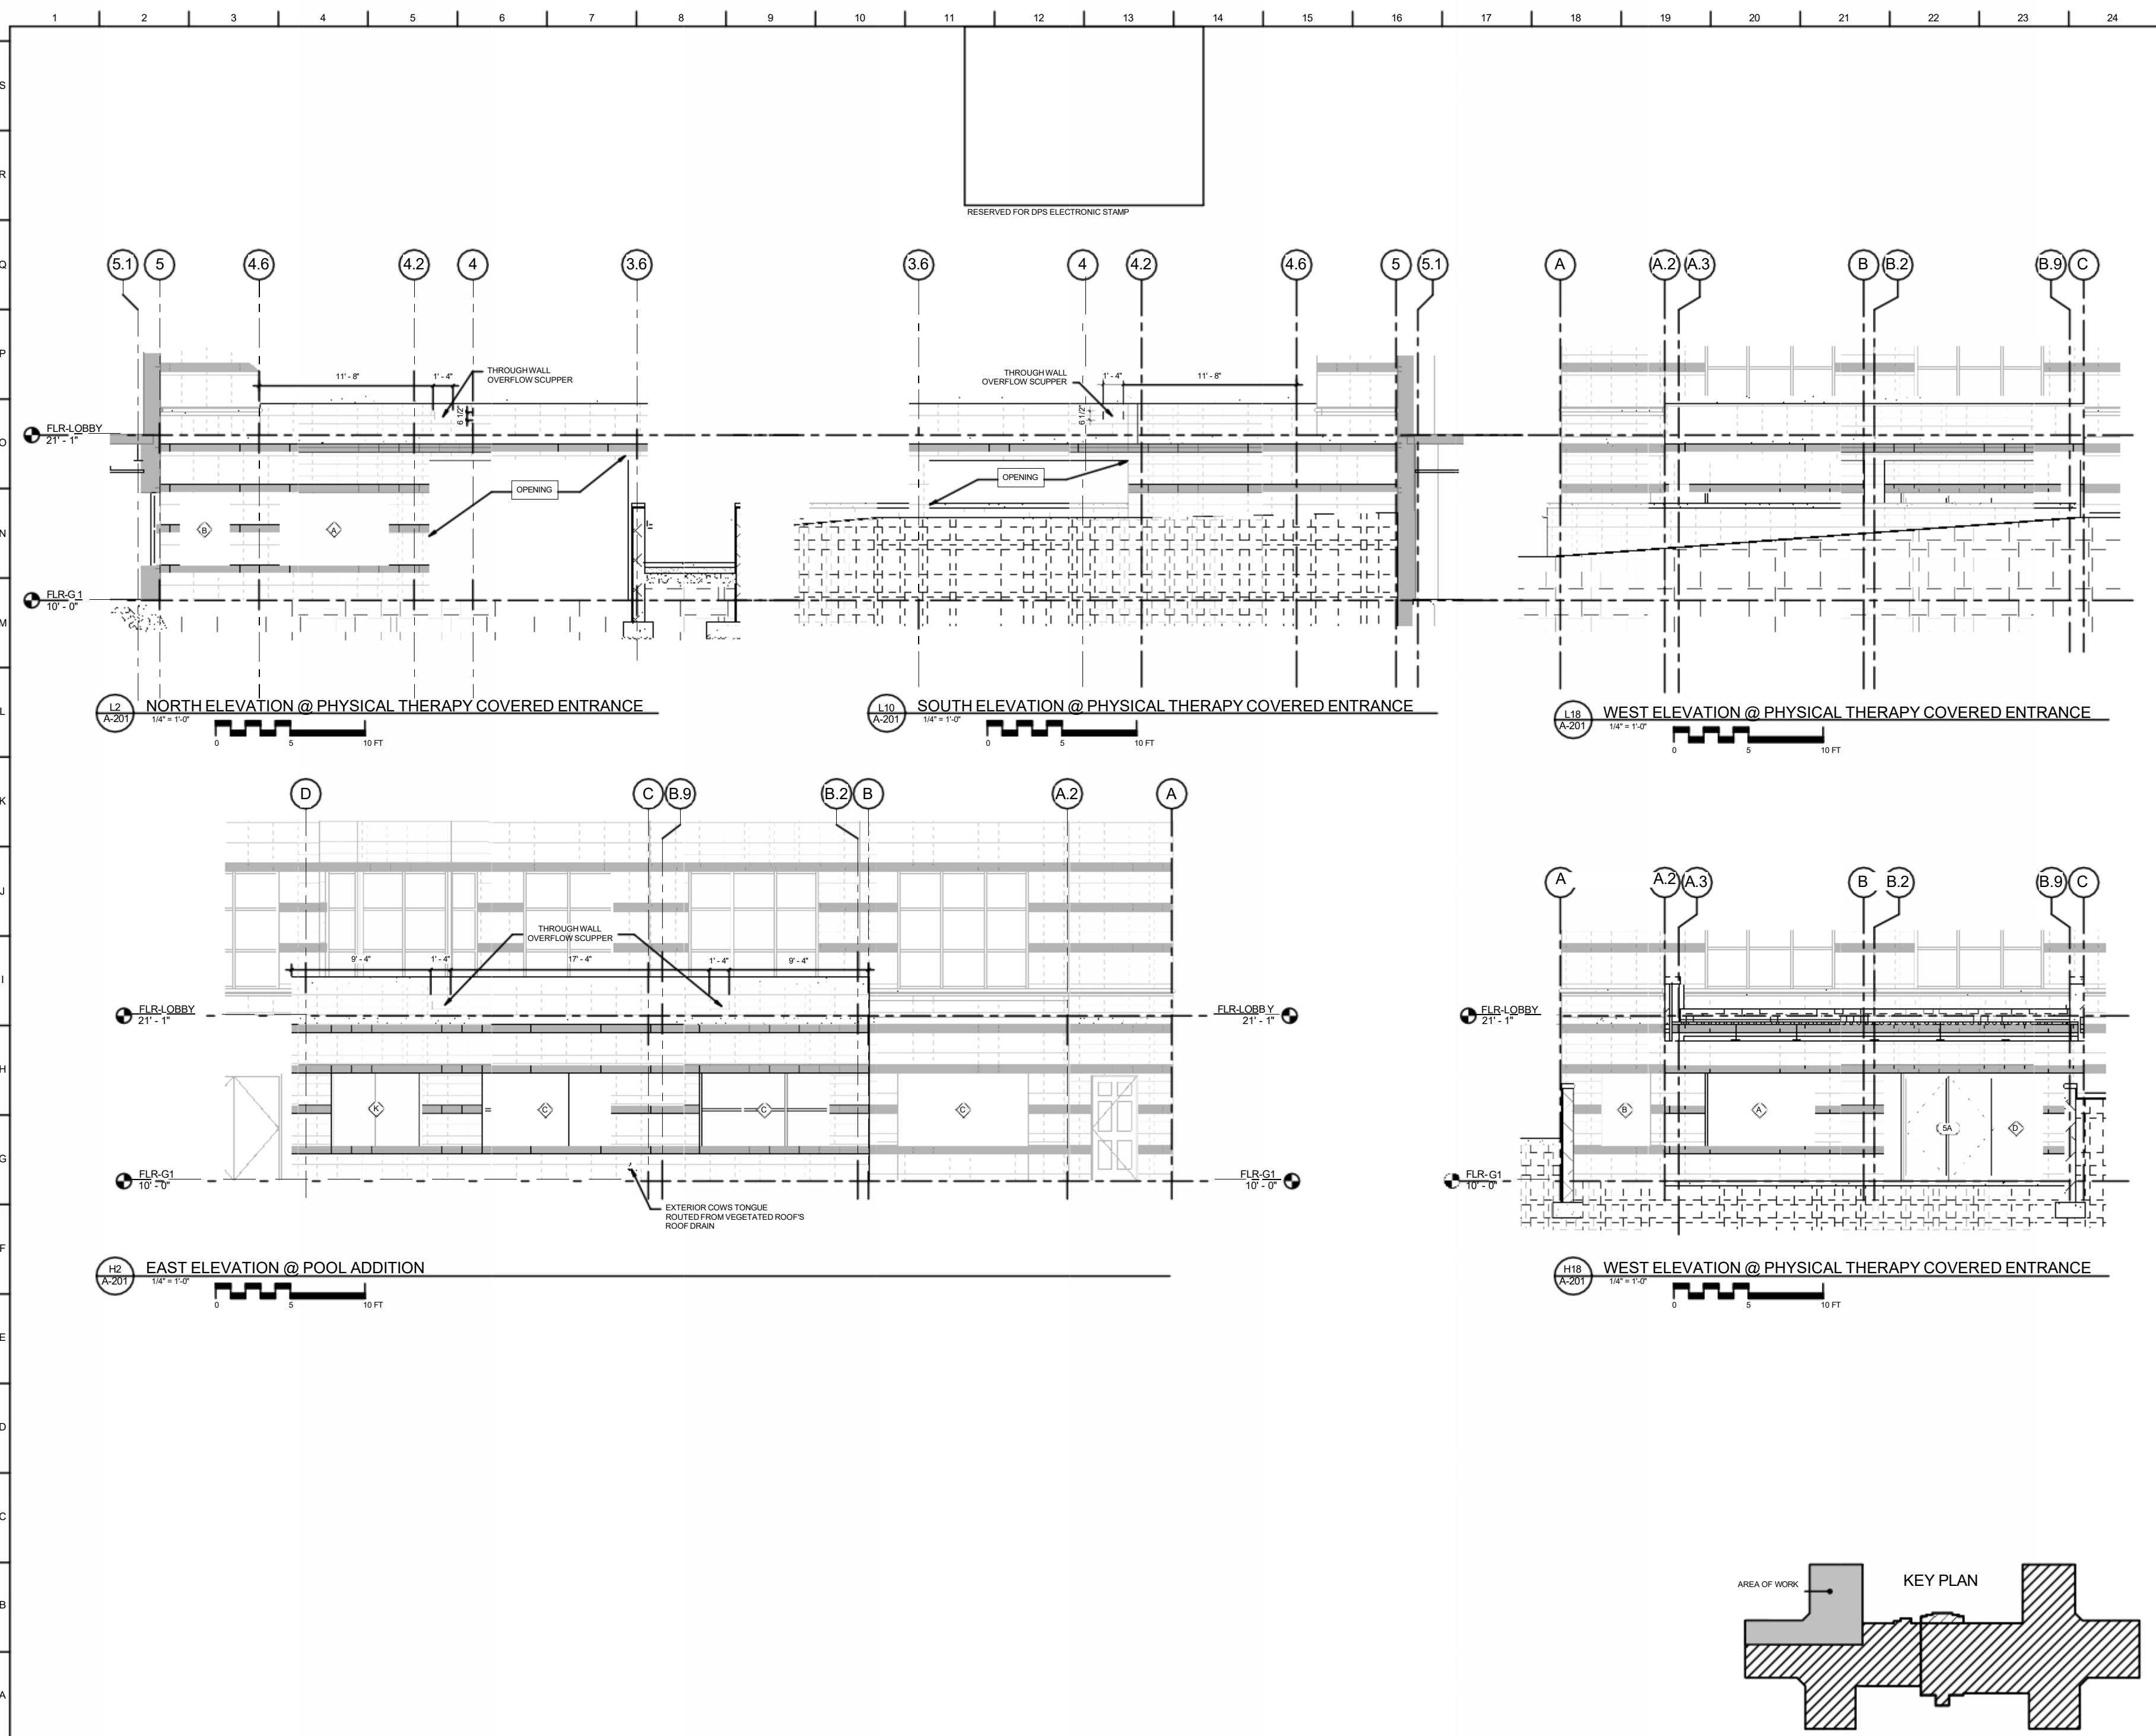 1 2 3 4 5 6 7 8 9 10 11 12 13 14 15 16 17 18 19 20 21 22 23 24
S
R
Q
P
O
N
M
L
K
J
I
H
G
F
E
D
C
B
A
RESERVED FOR DPS ELECTRONIC STAMP
5.1 5 4.6 4.2 4 3.6
11' - 8" 1' - 4"
THROUGH WALL
OVERFLOW SCUPPER
6 1/2"
FLR-LOBBY
21' - 1"
OPENING
B A
FLR-G1
10' - 0"
L2
A-201
NORTH ELEVATION @ PHYSICAL THERAPY COVERED ENTRANCE
1/4" = 1'-0"
0 5 10 FT
3.6 4 4.2 4.6 5 5.1
THROUGH WALL
OVERFLOW SCUPPER
1' - 4" 11' - 8"
6 1/2"
OPENING
L10
A-201
SOUTH ELEVATION @ PHYSICAL THERAPY COVERED ENTRANCE
1/4" = 1'-0"
0 5 10 FT
A A.2 A.3 B B.2 B.9 C
L18
A-201
WEST ELEVATION @ PHYSICAL THERAPY COVERED ENTRANCE
1/4" = 1'-0"
0 5 10 FT
D C B.9 B.2 B A.2 A
THROUGH WALL
OVERFLOW SCUPPER
9' - 4" 1' - 4" 17' - 4" 1' - 4" 9' - 4"
FLR-LOBBY
21' - 1"
FLR-LOBBY
21' - 1"
K C C C
FLR-G1
10' - 0"
FLR-G1
10' - 0"
EXTERIOR COWS TONGUE
ROUTED FROM VEGETATED ROOF'S
ROOF DRAIN
H2
A-201
EAST ELEVATION @ POOL ADDITION
1/4" = 1'-0"
0 5 10 FT
A A.2 A.3 B B.2 B.9 C
FLR-LOBBY
21' - 1"
B A 5A D
FLR-G1
10' - 0"
H18
A-201
WEST ELEVATION @ PHYSICAL THERAPY COVERED ENTRANCE
1/4" = 1'-0"
0 5 10 FT
AREA OF WORK
KEY PLAN